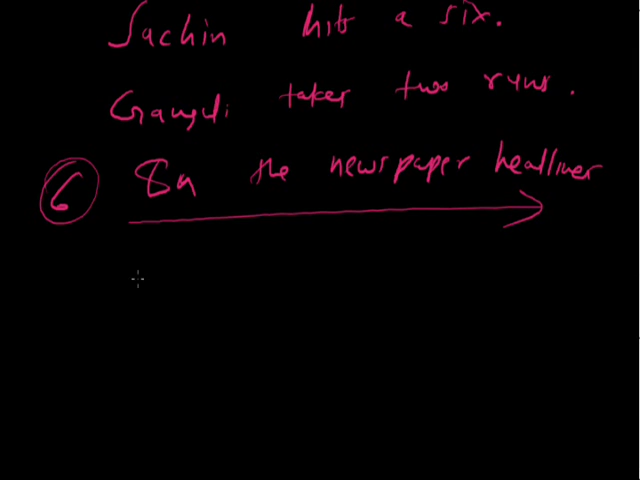 Sachin hits a six.
Ganguli takes two runs.
6 In the newspaper headlines